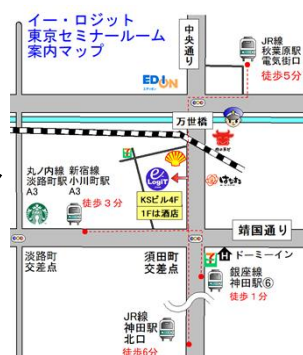 イー・ロジット
東京セミナールーム
案内マップ
中央通り
JR線
秋葉原駅
電気街口
徒歩5分
EDION
万世橋
丸ノ内線
淡路町駅
A3
新宿線
小川町駅
A3
徒歩3分
e
LogiT
KSビル4F
1Fは酒店
靖国通り
淡路町
交差点
須田町
交差点
ドーミーイン
銀座線
神田駅⑥
徒歩1分
JR線
神田駅
北口
徒歩6分